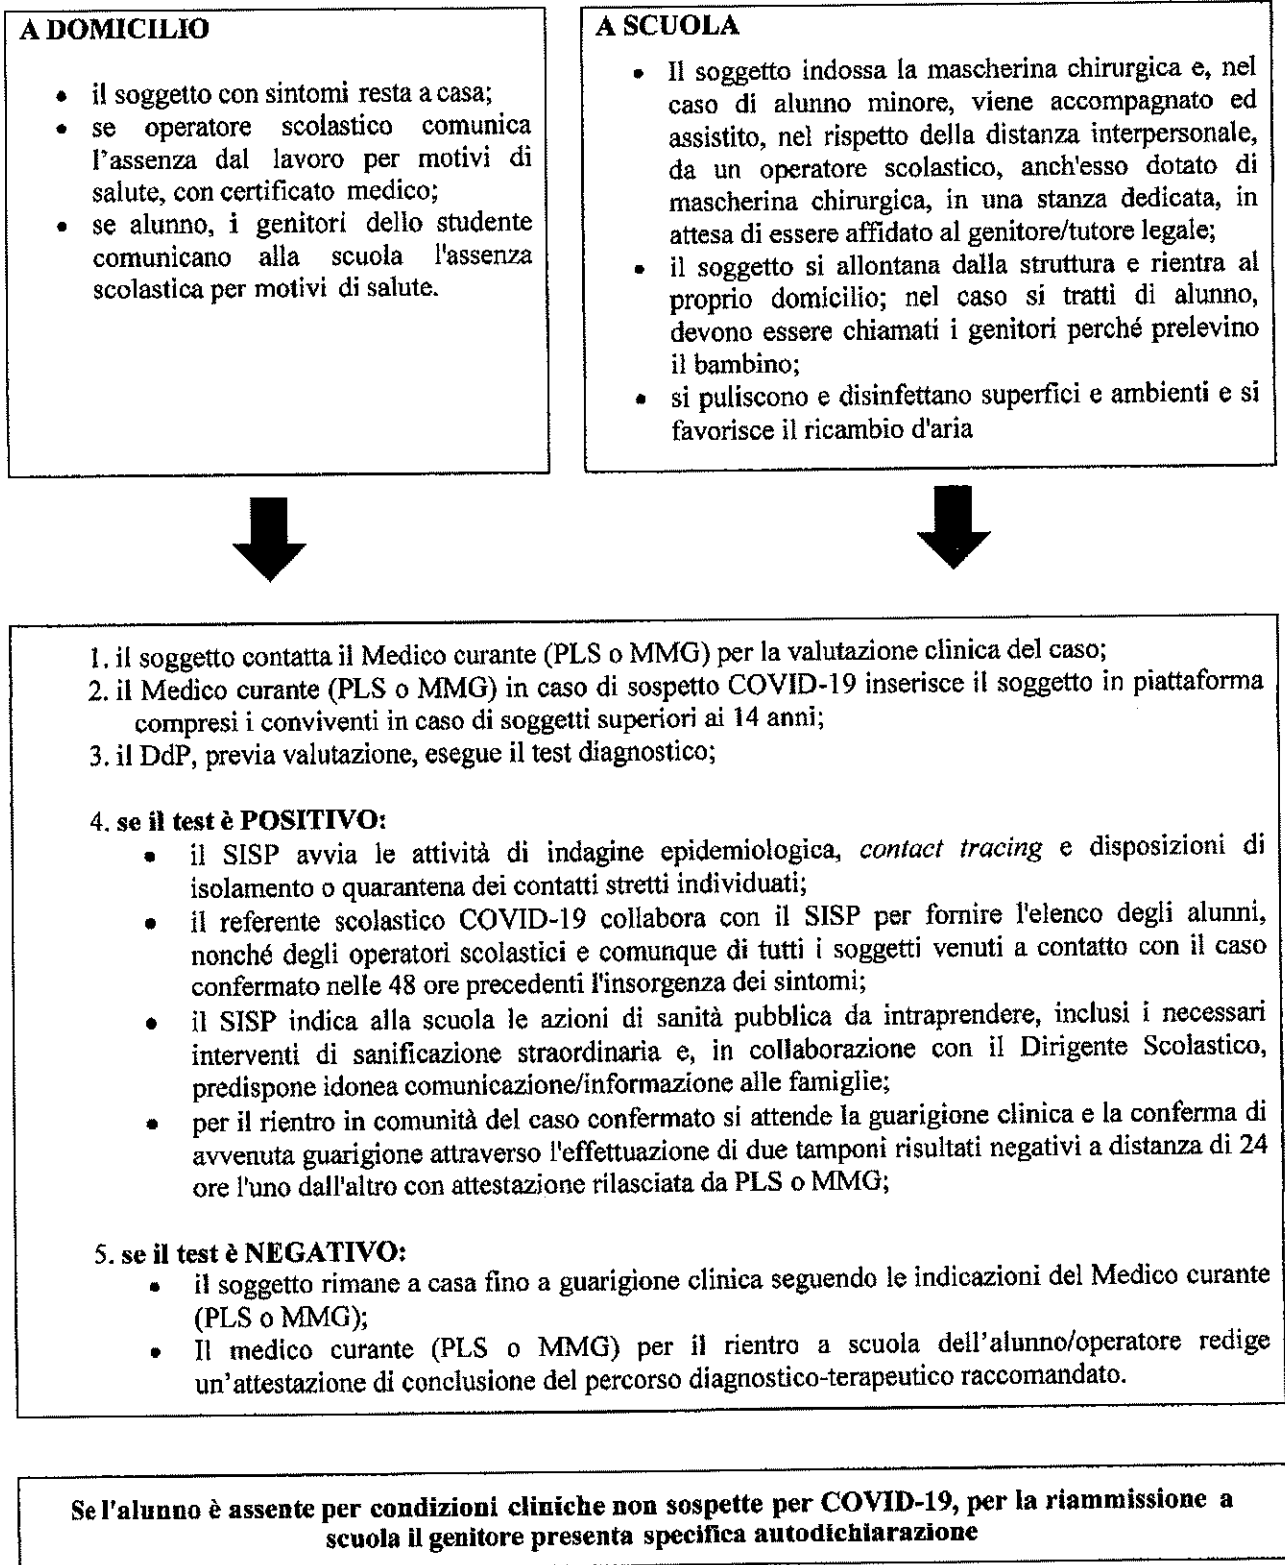 A DOMICILIO
• il soggetto con sintomi resta a casa;
• se operatore scolastico comunica
l'assenza dal lavoro per motivi di
salute, con certificato medico;
• se alunno, i genitori dello studente
comunicano alla scuola l'assenza
scolastica per motivi di salute.
A SCUOLA
• Il soggetto indossa la mascherina chirurgica e, nel
caso di alunno minore, viene accompagnato ed
assistito, nel rispetto della distanza interpersonale,
da un operatore scolastico, anch'esso dotato di
mascherina chirurgica, in una stanza dedicata, in
attesa di essere affidato al genitore/tutore legale;
• il soggetto si allontana dalla struttura e rientra al
proprio domicilio; nel caso si tratti di alunno,
devono essere chiamati i genitori perché prelevino
il bambino;
• si puliscono e disinfettano superfici e ambienti e si
favorisce il ricambio d'aria
1. il soggetto contatta il Medico curante (PLS o MMG) per la valutazione clinica del caso;
2. il Medico curante (PLS o MMG) in caso di sospetto COVID-19 inserisce il soggetto in piattaforma
compresi i conviventi in caso di soggetti superiori ai 14 anni;
3. il DdP, previa valutazione, esegue il test diagnostico;
4. se il test è POSITIVO:
• il SISP avvia le attività di indagine epidemiologica, contact tracing e disposizioni di
isolamento o quarantena dei contatti stretti individuati;
• il referente scolastico COVID-19 collabora con il SISP per fornire l'elenco degli alunni,
nonché degli operatori scolastici e comunque di tutti i soggetti venuti a contatto con il caso
confermato nelle 48 ore precedenti l'insorgenza dei sintomi;
• il SISP indica alla scuola le azioni di sanità pubblica da intraprendere, inclusi i necessari
interventi di sanificazione straordinaria e, in collaborazione con il Dirigente Scolastico,
predispone idonea comunicazione/informazione alle famiglie;
• per il rientro in comunità del caso confermato si attende la guarigione clinica e la conferma di
avvenuta guarigione attraverso l'effettuazione di due tamponi risultati negativi a distanza di 24
ore l'uno dall'altro con attestazione rilasciata da PLS o MMG;
5. se il test è NEGATIVO:
• il soggetto rimane a casa fino a guarigione clinica seguendo le indicazioni del Medico curante
(PLS o MMG);
• Il medico curante (PLS o MMG) per il rientro a scuola dell'alunno/operatore redige
un'attestazione di conclusione del percorso diagnostico-terapeutico raccomandato.
Se l'alunno è assente per condizioni cliniche non sospette per COVID-19, per la riammissione a
scuola il genitore presenta specifica autodichiarazione